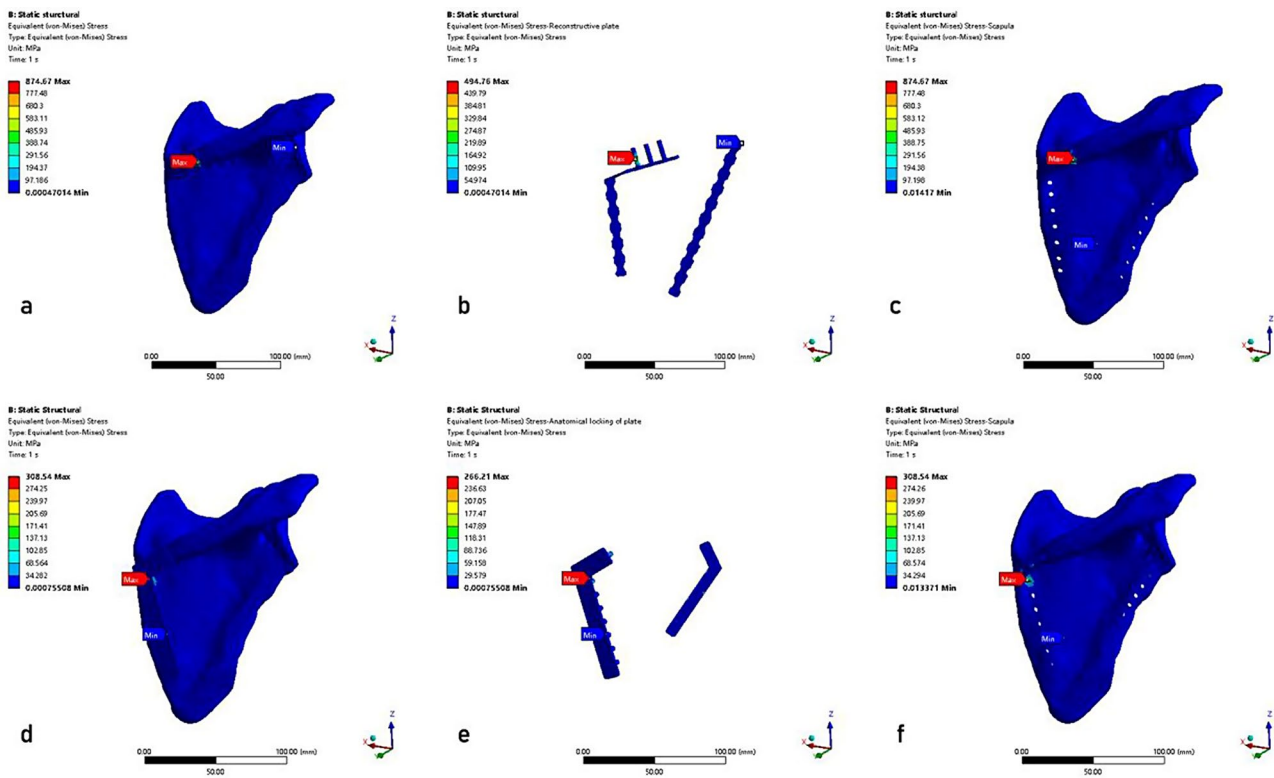 B: Static sturctural
Equivalent (von-Mises) Stress
Type: Equivalent (von-Mises) Stress
Unit: MPa
Time: 1 s
874.67 Max
777.48
680.3
583.11
485.93
388.74
291.56
194.37
97.186
0.00047014 Min
Max
Min
a
0.00
100.00 (mm)
50.00
Z
X
Y
B: Static sturctural
Equivalent (von-Mises) Stress-Reconstructive plate
Type: Equivalent (von-Mises) Stress
Unit: MPa
Time: 1 s
494.76 Max
439.79
384.81
329.84
274.87
219.89
164.92
109.95
54.974
0.00047014 Min
Max
Min
b
0.00
100.00 (mm)
50.00
Z
X
Y
B: Static sturctural
Equivalent (von-Mises) Stress-Scapula
Type: Equivalent (von-Mises) Stress
Unit: MPa
Time: 1 s
874.67 Max
777.48
680.3
583.12
485.93
388.75
291.56
194.38
97.198
0.01417 Min
Max
Min
c
0.00
100.00 (mm)
50.00
Z
X
Y
B: Static Structural
Equivalent (von-Mises) Stress
Type: Equivalent (von-Mises) Stress
Unit: MPa
Time: 1 s
308.54 Max
274.25
239.97
205.69
171.41
137.13
102.85
68.564
34.282
0.00075508 Min
Max
Min
d
0.00
100.00 (mm)
50.00
Z
X
Y
B: Static Structural
Equivalent (von-Mises) Stress-Anatomical locking of plate
Type: Equivalent (von-Mises) Stress
Unit: MPa
Time: 1 s
266.21 Max
236.63
207.05
177.47
147.89
118.31
88.736
59.158
29.579
0.00075508 Min
Max
Min
e
0.00
100.00 (mm)
50.00
Z
X
Y
B: Static Structural
Equivalent (von-Mises) Stress-Scapula
Type: Equivalent (von-Mises) Stress
Unit: MPa
Time: 1 s
308.54 Max
274.26
239.97
205.69
171.41
137.13
102.85
68.574
34.294
0.013371 Min
Max
Min
f
0.00
100.00 (mm)
50.00
Z
X
Y